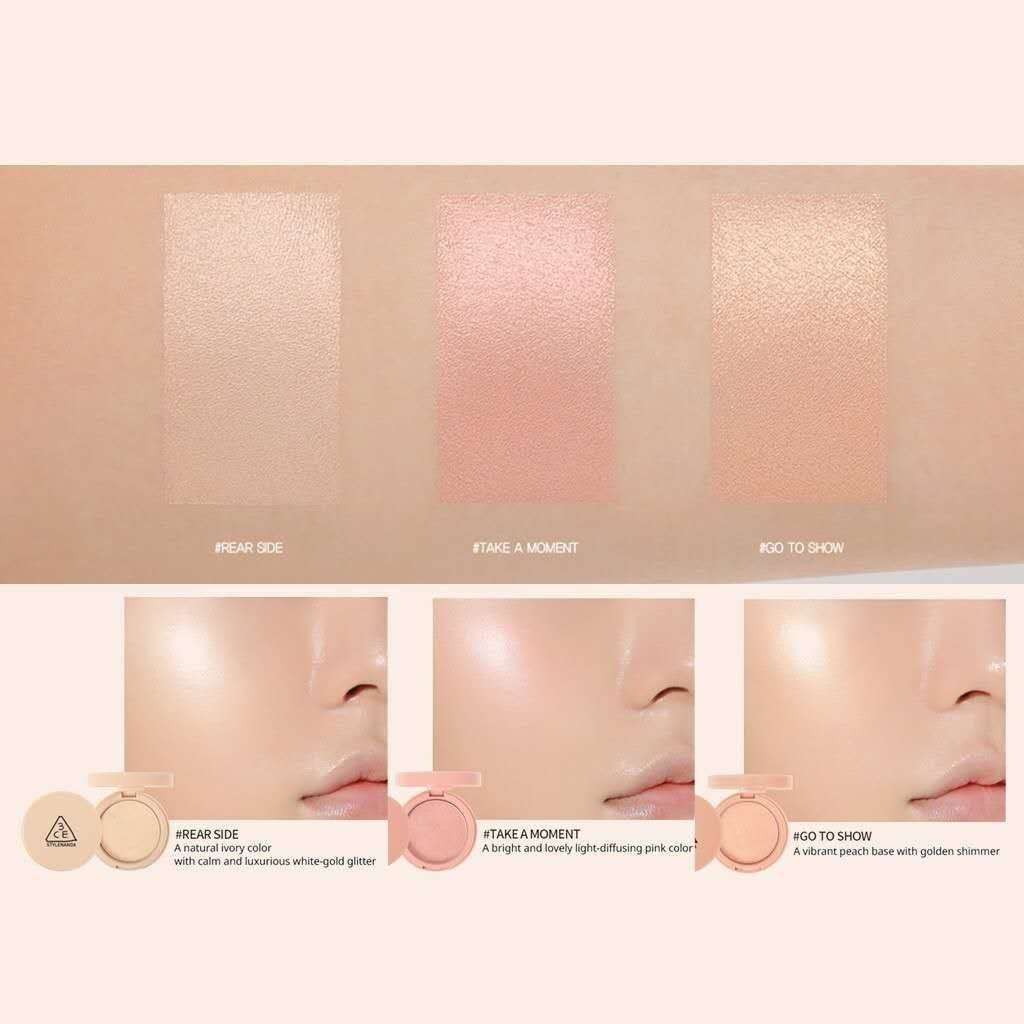 #REAR SIDE
#TAKE A MOMENT
#GO TO SHOW
3
CE
STYLENANDA
#REAR SIDE
A natural ivory color
with calm and luxurious white-gold glitter
#TAKE A MOMENT
A bright and lovely light-diffusing pink color
#GO TO SHOW
A vibrant peach base with golden shimmer